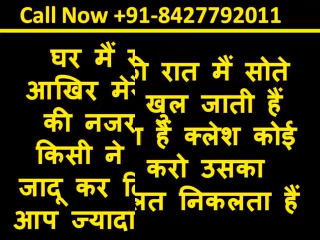 Call Now +91-8427792011
घर मैं
आखिर
की नजर
किसी ने
जादू कर
आप ज्यादा
रात मैं सोते
खुल जाती हैं
हैं क्लेश कोई
करो उसका
निकलता हैं